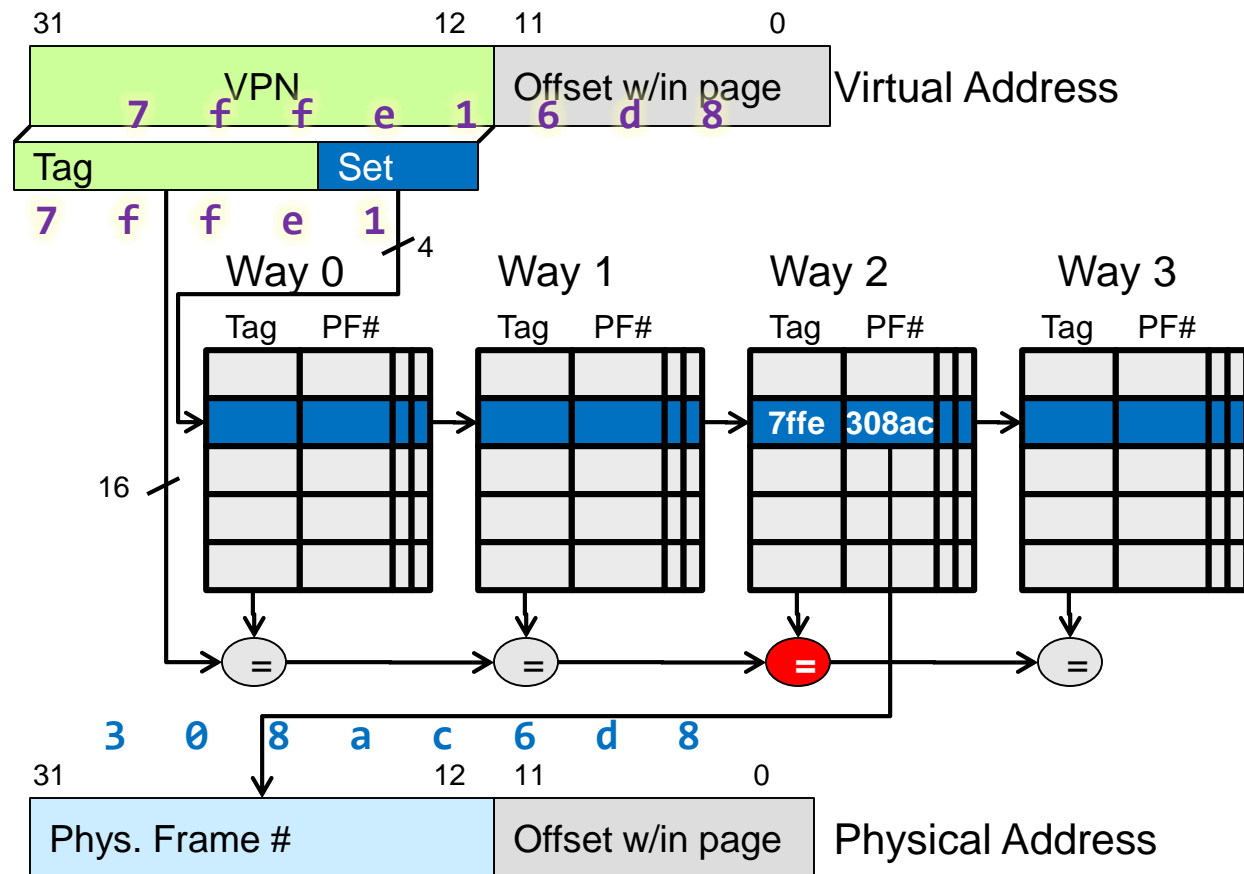 31 12 11 0
VPN Offset w/in page Virtual Address
7 f f e 1 6 d 8
Tag Set
7 f f e 1
4
Way 0 Way 1 Way 2 Way 3
Tag PF# Tag PF# Tag PF# Tag PF#
7ffe 308ac
16
= = = =
3 0 8 a c 6 d 8
31 12 11 0
Phys. Frame # Offset w/in page Physical Address